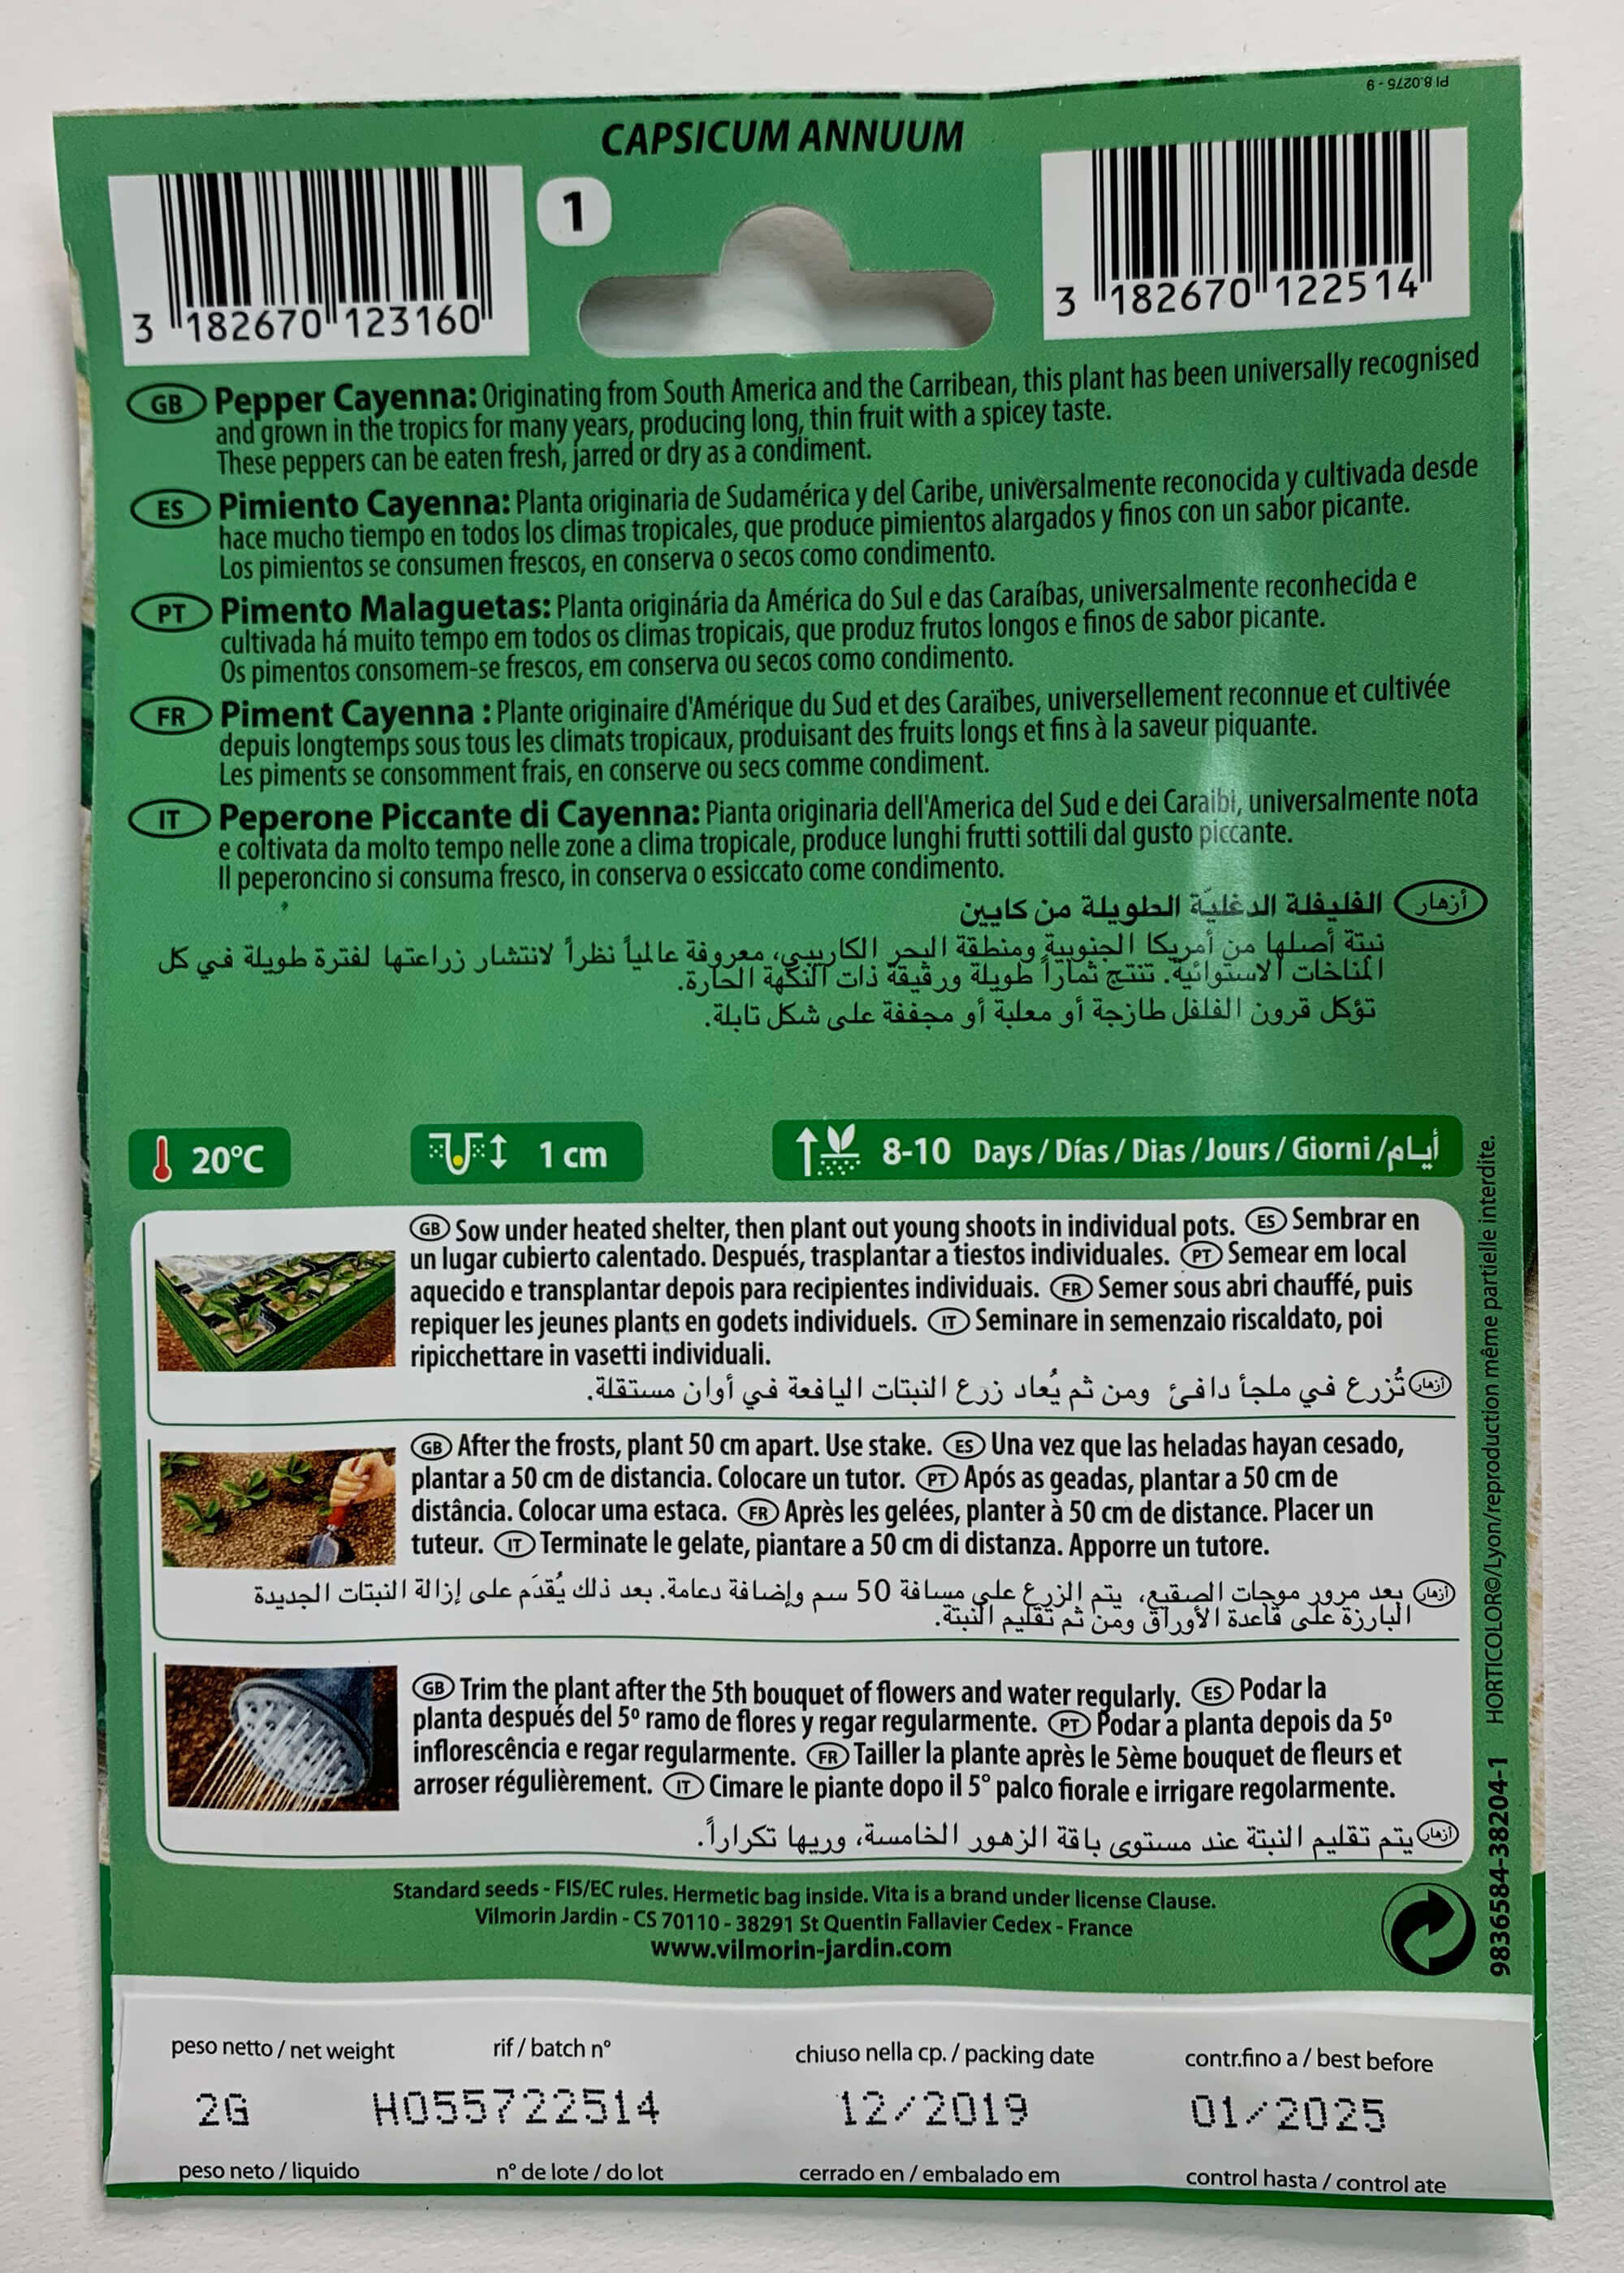 PI 8.0275 - 9
CAPSICUM ANNUUM
1
3 182670 123160
3 182670 122514
GB Pepper Cayenna: Originating from South America and the Carribean, this plant has been universally recognised
and grown in the tropics for many years, producing long, thin fruit with a spicey taste.
These peppers can be eaten fresh, jarred or dry as a condiment.
ES Pimiento Cayenna: Planta originaria de Sudamérica y del Caribe, universalmente reconocida y cultivada desde
hace mucho tiempo en todos los climas tropicales, que produce pimientos alargados y finos con un sabor picante.
Los pimientos se consumen frescos, en conserva o secos como condimento.
PT Pimento Malaguetas: Planta originária da América do Sul e das Caraíbas, universalmente reconhecida e
cultivada há muito tempo em todos os climas tropicais, que produz frutos longos e finos de sabor picante.
Os pimentos consomem-se frescos, em conserva ou secos como condimento.
FR Piment Cayenna : Plante originaire d'Amérique du Sud et des Caraïbes, universellement reconnue et cultivée
depuis longtemps sous tous les climats tropicaux, produisant des fruits longs et fins à la saveur piquante.
Les piments se consomment frais, en conserve ou secs comme condiment.
IT Peperone Piccante di Cayenna: Pianta originaria dell'America del Sud e dei Caraibi, universalmente nota
e coltivata da molto tempo nelle zone a clima tropicale, produce lunghi frutti sottili dal gusto piccante.
Il peperoncino si consuma fresco, in conserva o essiccato come condimento.
أزهار الفليفلة الدغليّة الطويلة من كايين
نبتة أصلها من أمريكا الجنوبية ومنطقة البحر الكاريبي، معروفة عالمياً نظراً لانتشار زراعتها لفترة طويلة في كل
المناخات الاستوائية. تنتج ثماراً طويلة ورقيقة ذات النكهة الحارة.
تؤكل قرون الفلفل طازجة أو معلبة أو مجففة على شكل تابلة.
20°C
1 cm
8-10 Days / Días / Dias / Jours / Giorni / أيام
GB Sow under heated shelter, then plant out young shoots in individual pots. ES Sembrar en
un lugar cubierto calentado. Después, trasplantar a tiestos individuales. PT Semear em local
aquecido e transplantar depois para recipientes individuais. FR Semer sous abri chauffé, puis
repiquer les jeunes plants en godets individuels. IT Seminare in semenzaio riscaldato, poi
ripicchettare in vasetti individuali.
أزهار تُزرع في ملجأ دافئ ومن ثم يُعاد زرع النبتات اليافعة في أوان مستقلة.
GB After the frosts, plant 50 cm apart. Use stake. ES Una vez que las heladas hayan cesado,
plantar a 50 cm de distancia. Colocare un tutor. PT Após as geadas, plantar a 50 cm de
distância. Colocar uma estaca. FR Après les gelées, planter à 50 cm de distance. Placer un
tuteur. IT Terminate le gelate, piantare a 50 cm di distanza. Apporre un tutore.
أزهار بعد مرور موجات الصقيع، يتم الزرع على مسافة 50 سم وإضافة دعامة. بعد ذلك يُقدَم على إزالة النبتات الجديدة
البارزة على قاعدة الأوراق ومن ثم تقليم النبتة.
GB Trim the plant after the 5th bouquet of flowers and water regularly. ES Podar la
planta después del 5º ramo de flores y regar regularmente. PT Podar a planta depois da 5º
inflorescência e regar regularmente. FR Tailler la plante après le 5ème bouquet de fleurs et
arroser régulièrement. IT Cimare le piante dopo il 5° palco fiorale e irrigare regolarmente.
أزهار يتم تقليم النبتة عند مستوى باقة الزهور الخامسة، وريها تكراراً.
Standard seeds - FIS/EC rules. Hermetic bag inside. Vita is a brand under license Clause.
Vilmorin Jardin - CS 70110 - 38291 St Quentin Fallavier Cedex - France
www.vilmorin-jardin.com
9836584-38204-1 HORTICOLOR©/Lyon/reproduction même partielle interdite.
peso netto / net weight rif / batch nº chiuso nella cp. / packing date contr.fino a / best before
2G H055722514 12/2019 01/2025
peso neto / liquido nº de lote / do lot cerrado en / embalado em control hasta / control ate